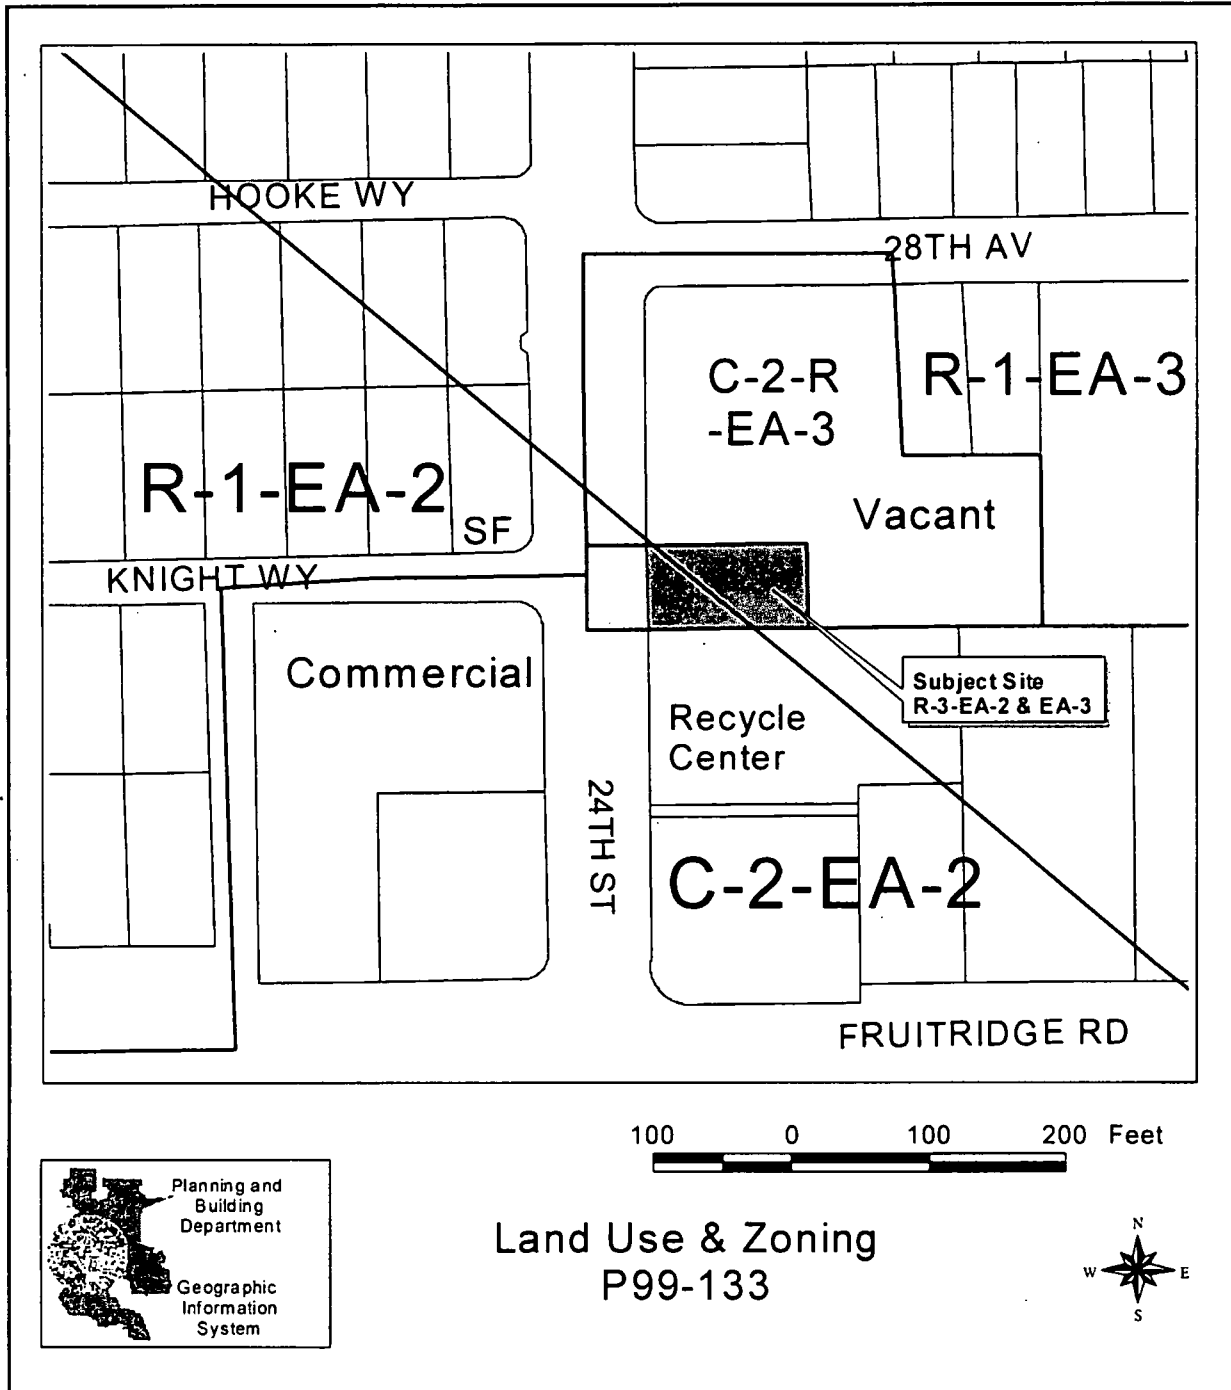 HOOKE WY
28TH AV
C-2-R
-EA-3
R-1-EA-3
R-1-EA-2
SF
Vacant
KNIGHT WY
Commercial
Subject Site
R-3-EA-2 & EA-3
Recycle
Center
24TH ST
C-2-EA-2
FRUITRIDGE RD
100 0 100 200 Feet
Planning and
Building
Department
Geographic
Information
System
Land Use & Zoning
P99-133
N
W E
S